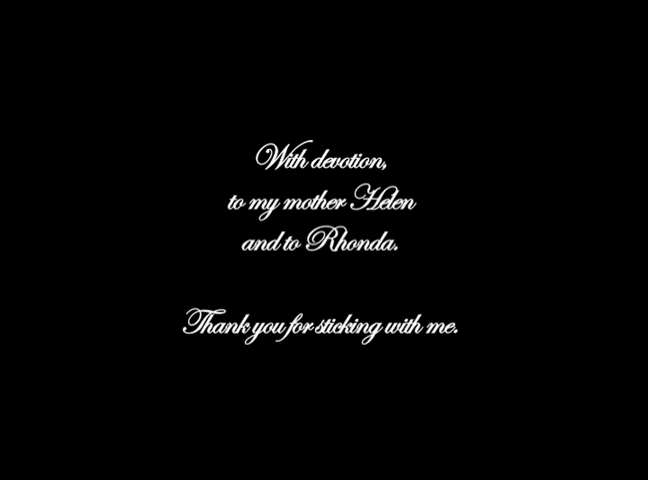 With devotion,
to my mother Helen
and to Rhonda.
Thank you for sticking with me.